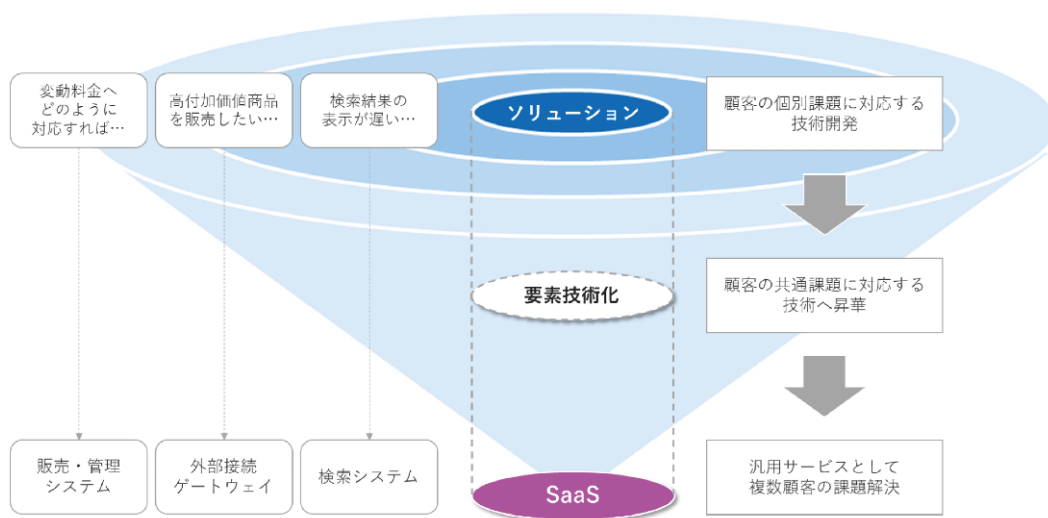 変動料金へ
どのように
対応すれば…
高付加価値商品
を販売したい…
検索結果の
表示が遅い…
ソリューション
顧客の個別課題に対応する
技術開発
要素技術化
顧客の共通課題に対応する
技術へ昇華
販売・管理
システム
外部接続
ゲートウェイ
検索システム
SaaS
汎用サービスとして
複数顧客の課題解決